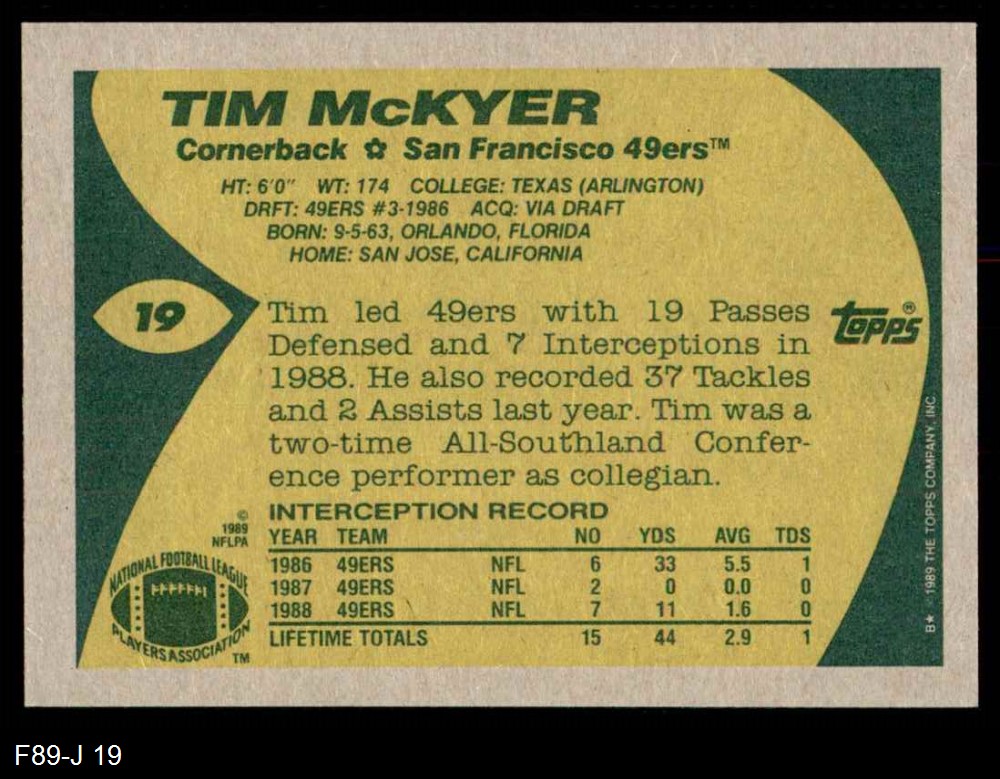 TIM McKYER
Cornerback ✩ San Francisco 49ers™
HT: 6'0" WT: 174 COLLEGE: TEXAS (ARLINGTON)
DRFT: 49ERS #3-1986 ACQ: VIA DRAFT
BORN: 9-5-63, ORLANDO, FLORIDA
HOME: SAN JOSE, CALIFORNIA
19
Tim led 49ers with 19 Passes
Defensed and 7 Interceptions in
1988. He also recorded 37 Tackles
and 2 Assists last year. Tim was a
two-time All-Southland Confer-
ence performer as collegian.
topps®
INTERCEPTION RECORD
YEAR TEAM NO YDS AVG TDS
1986 49ERS NFL 6 33 5.5 1
1987 49ERS NFL 2 0 0.0 0
1988 49ERS NFL 7 11 1.6 0
LIFETIME TOTALS 15 44 2.9 1
©
1989
NFLPA
NATIONAL FOOTBALL LEAGUE
PLAYERS ASSOCIATION
TM
B★ 1989 THE TOPPS COMPANY, INC.
F89-J 19